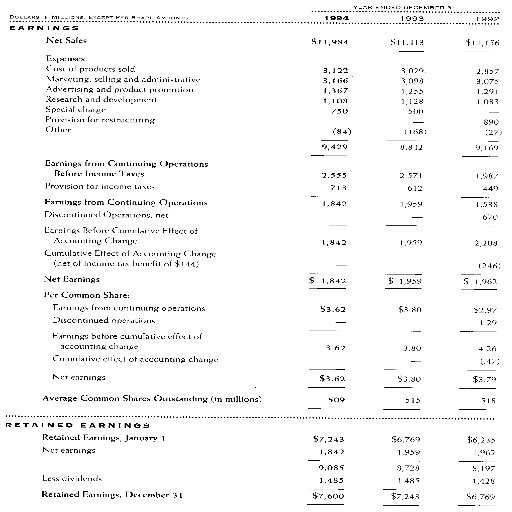 YEAR ENDED DECEMBER 31
DOLLARS IN MILLIONS, EXCEPT PER SHARE AMOUNTS 1994 1993 1992
EARNINGS
Net Sales $11,984 $11,413 $11,156
Expenses:
Cost of products sold 3,122 3,029 2,857
Marketing, selling and administrative 3,166 3,098 3,075
Advertising and product promotion 1,367 1,255 1,291
Research and development 1,108 1,128 1,083
Special charge 750 500 —
Provision for restructuring — — 890
Other (84) (168) (27)
9,429 8,842 9,169
Earnings from Continuing Operations
Before Income Taxes 2,555 2,571 1,987
Provision for income taxes 713 612 449
Earnings from Continuing Operations 1,842 1,959 1,538
Discontinued Operations, net — 670
Earnings Before Cumulative Effect of
Accounting Change 1,842 1,959 2,208
Cumulative Effect of Accounting Change
(net of income tax benefit of $144) — — (246)
Net Earnings $ 1,842 $ 1,959 $ 1,962
Per Common Share:
Earnings from continuing operations $3.62 $3.80 $2.97
Discontinued operations — — 1.29
Earnings before cumulative effect of
accounting change 3.62 3.80 4.26
Cumulative effect of accounting change — — (.47)
Net earnings $3.62 $3.80 $3.79
Average Common Shares Outstanding (in millions) 509 515 518
RETAINED EARNINGS
Retained Earnings, January 1 $7,243 $6,769 $6,235
Net earnings 1,842 1,959 1,962
9,085 8,728 8,197
Less dividends 1,485 1,485 1,428
Retained Earnings, December 31 $7,600 $7,243 $6,769